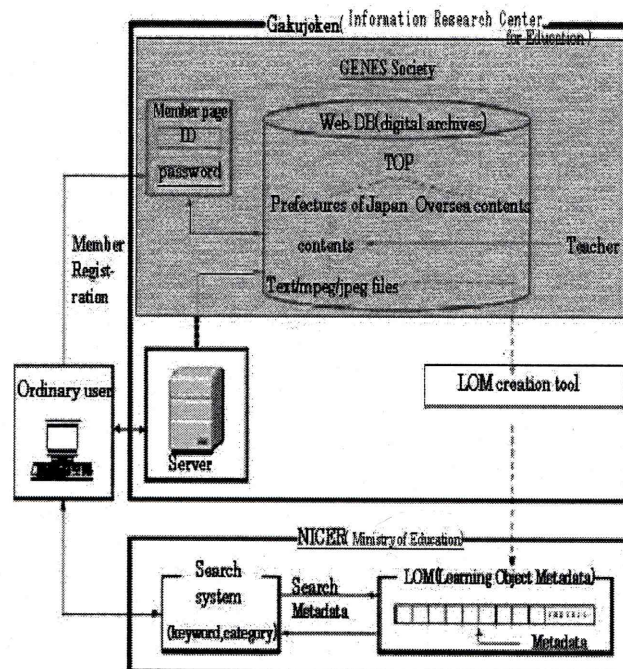 Gakujoken( Information Research Center
for Education )
GENES Society
Member page
ID
password
Web DB(digital archives)
TOP
Prefectures of Japan Oversea contents
contents
Teacher
Text/mpeg/jpeg files
Member
Regist-
ration
Ordinary user
Server
LOM creation tool
NICER( Ministry of Education)
Search
system
(keyword,category)
Search
Metadata
LOM(Learning Object Metadata)
Metadata